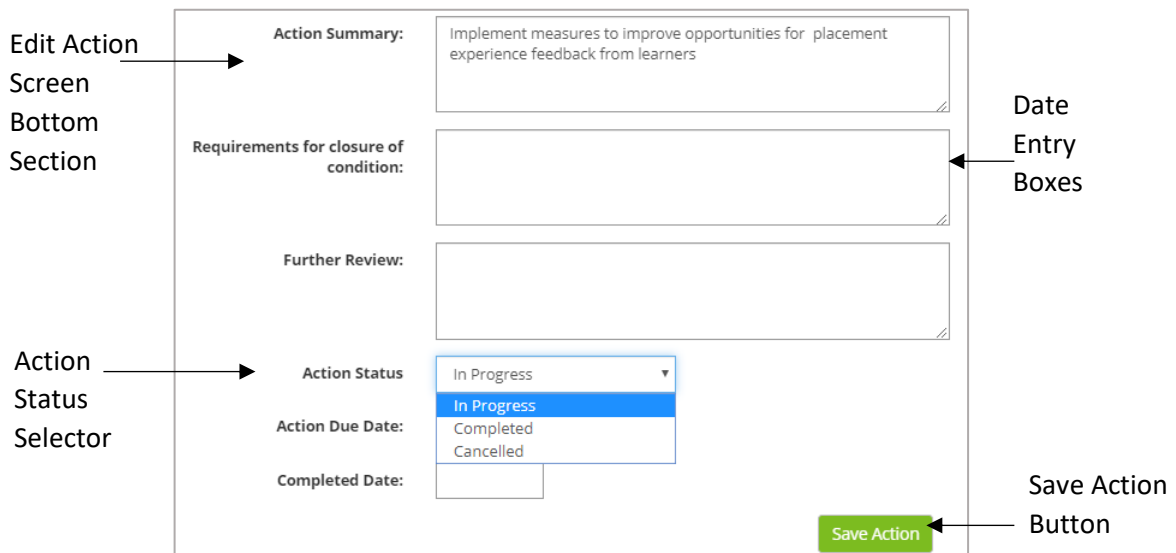 Edit Action
Screen
Bottom
Section
Action Summary:
Implement measures to improve opportunities for placement
experience feedback from learners
Date
Entry
Boxes
Requirements for closure of
condition:
Further Review:
Action
Status
Selector
Action Status
In Progress
In Progress
Completed
Cancelled
Action Due Date:
Completed Date:
Save Action
Save Action
Button